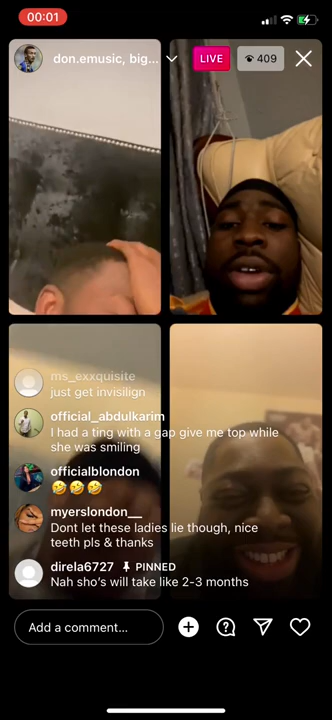 00:01
don.emusic, big...
LIVE
409
ms_exxquisite
just get invisilign
official_abdulkarim
I had a ting with a gap give me top while
she was smiling
officialblondon
🤣🤣🤣
myerslondon__
Dont let these ladies lie though, nice
teeth pls & thanks
direla6727 PINNED
Nah sho’s will take like 2-3 months
Add a comment...